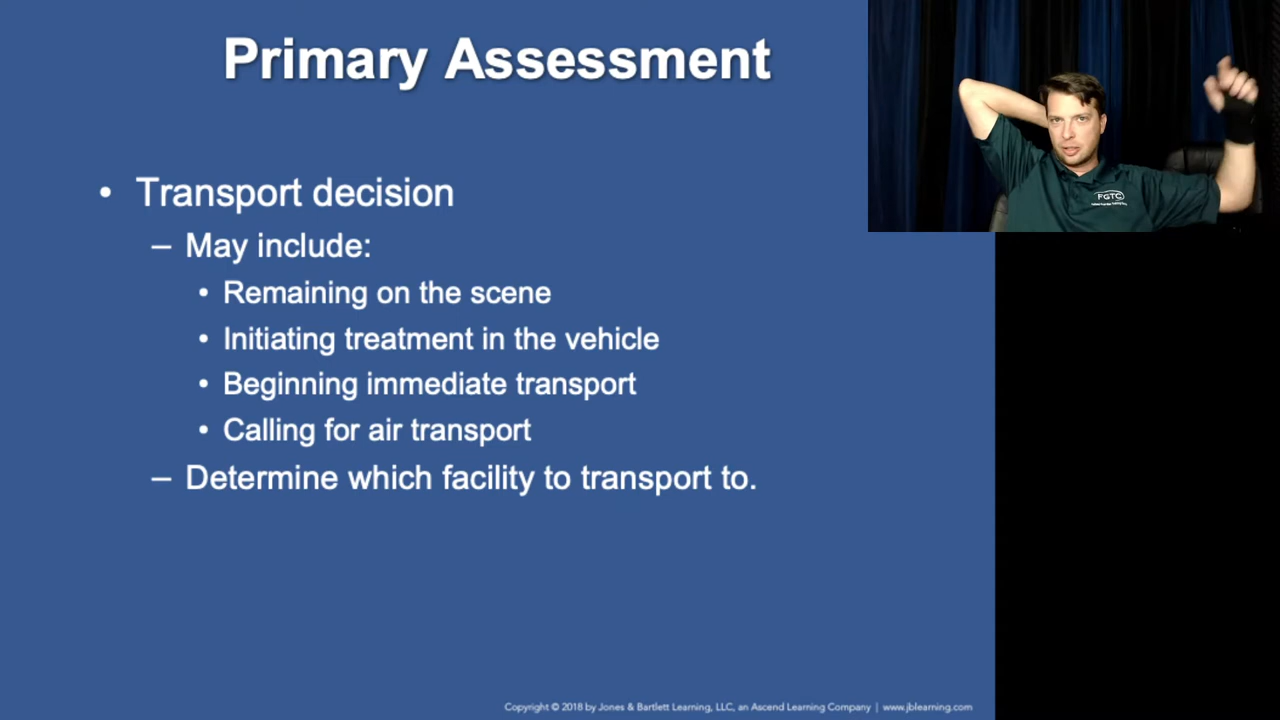 Primary Assessment
• Transport decision
– May include:
• Remaining on the scene
• Initiating treatment in the vehicle
• Beginning immediate transport
• Calling for air transport
– Determine which facility to transport to.
FGTC
Copyright © 2018 by Jones & Bartlett Learning, LLC, an Ascend Learning Company | www.jblearning.com